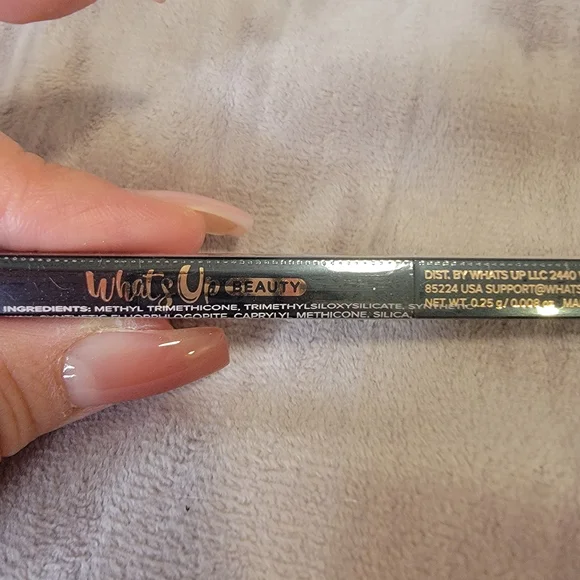 Whats Up BEAUTY
INGREDIENTS: METHYL TRIMETHICONE, TRIMETHYLSILOXYSILICATE,
FLUORPHLOGOPITE, CAPRYLYL METHICONE, SILICA
DIST. BY WHATS UP LLC 2440
85224 USA SUPPORT@WHATS
NET. WT. 0.25 g / 0.008 oz